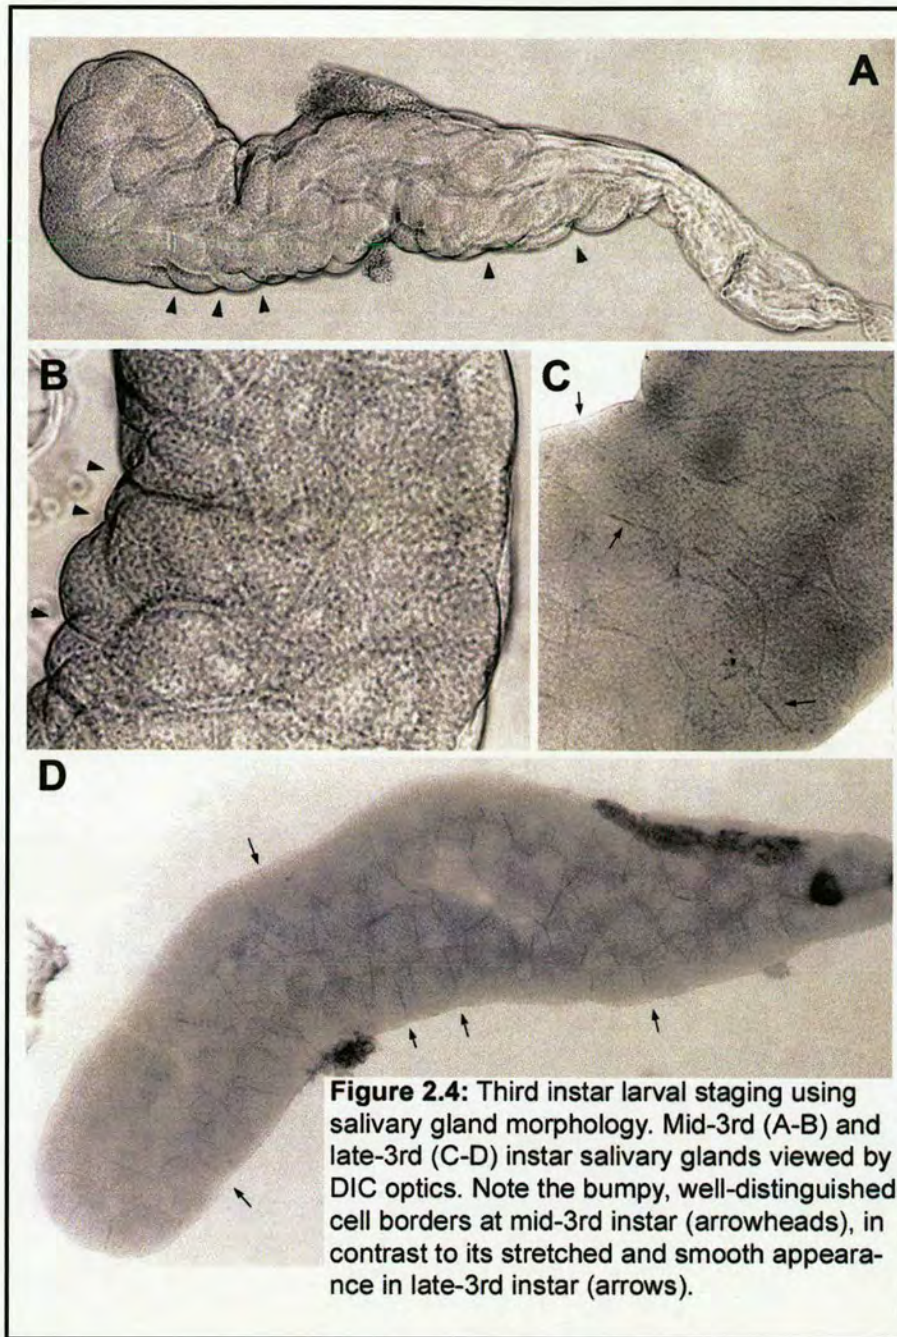 A
B
C
D
Figure 2.4: Third instar larval staging using
salivary gland morphology. Mid-3rd (A-B) and
late-3rd (C-D) instar salivary glands viewed by
DIC optics. Note the bumpy, well-distinguished
cell borders at mid-3rd instar (arrowheads), in
contrast to its stretched and smooth appeara-
nce in late-3rd instar (arrows).